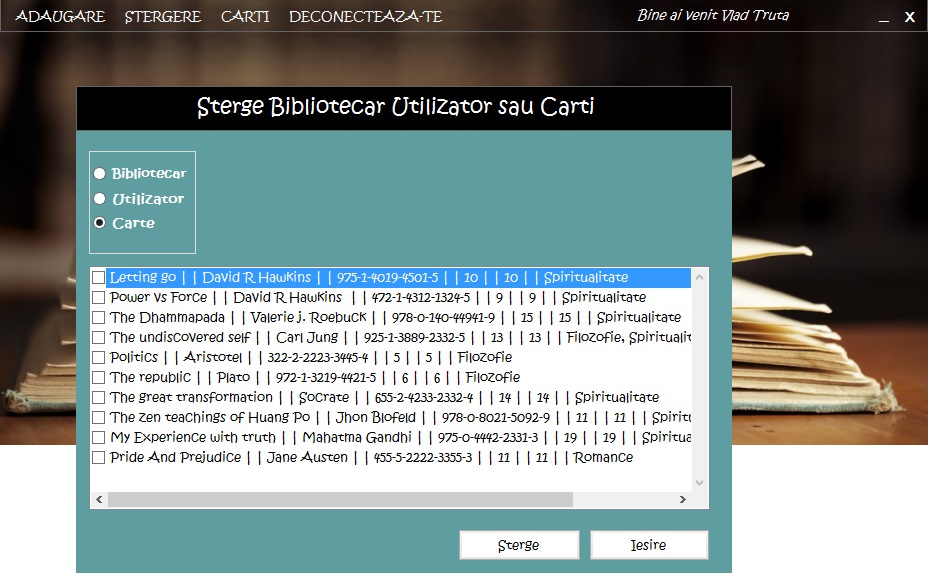 ADAUGARE STERGERE CARTI DECONECTEAZA-TE Bine ai venit Vlad Truta _ X
Sterge Bibliotecar Utilizator sau Carti
Bibliotecar
Utilizator
Carte
Letting go | | David R Hawkins | | 975-1-4019-4501-5 | | 10 | | 10 | | Spiritualitate
Power Vs Force | | David R Hawkins | | 472-1-4312-1324-5 | | 9 | | 9 | | Spiritualitate
The Dhammapada | | Valerie j. Roebuck | | 978-0-140-44941-9 | | 15 | | 15 | | Spiritualitate
The undiscovered self | | Carl Jung | | 925-1-3889-2332-5 | | 13 | | 13 | | Filozofie, Spiritualit
Politics | | Aristotel | | 322-2-2223-3445-4 | | 5 | | 5 | | Filozofie
The republic | | Plato | | 972-1-3219-4421-5 | | 6 | | 6 | | Filozofie
The great transformation | | Socrate | | 655-2-4233-2332-4 | | 14 | | 14 | | Spiritualitate
The zen teachings of Huang Po | | Jhon Blofeld | | 978-0-8021-5092-9 | | 11 | | 11 | | Spirit
My Experience with truth | | Mahatma Gandhi | | 975-0-4442-2331-3 | | 19 | | 19 | | Spiritua
Pride And Prejudice | | Jane Austen | | 455-5-2222-3355-3 | | 11 | | 11 | | Romance
Sterge Iesire